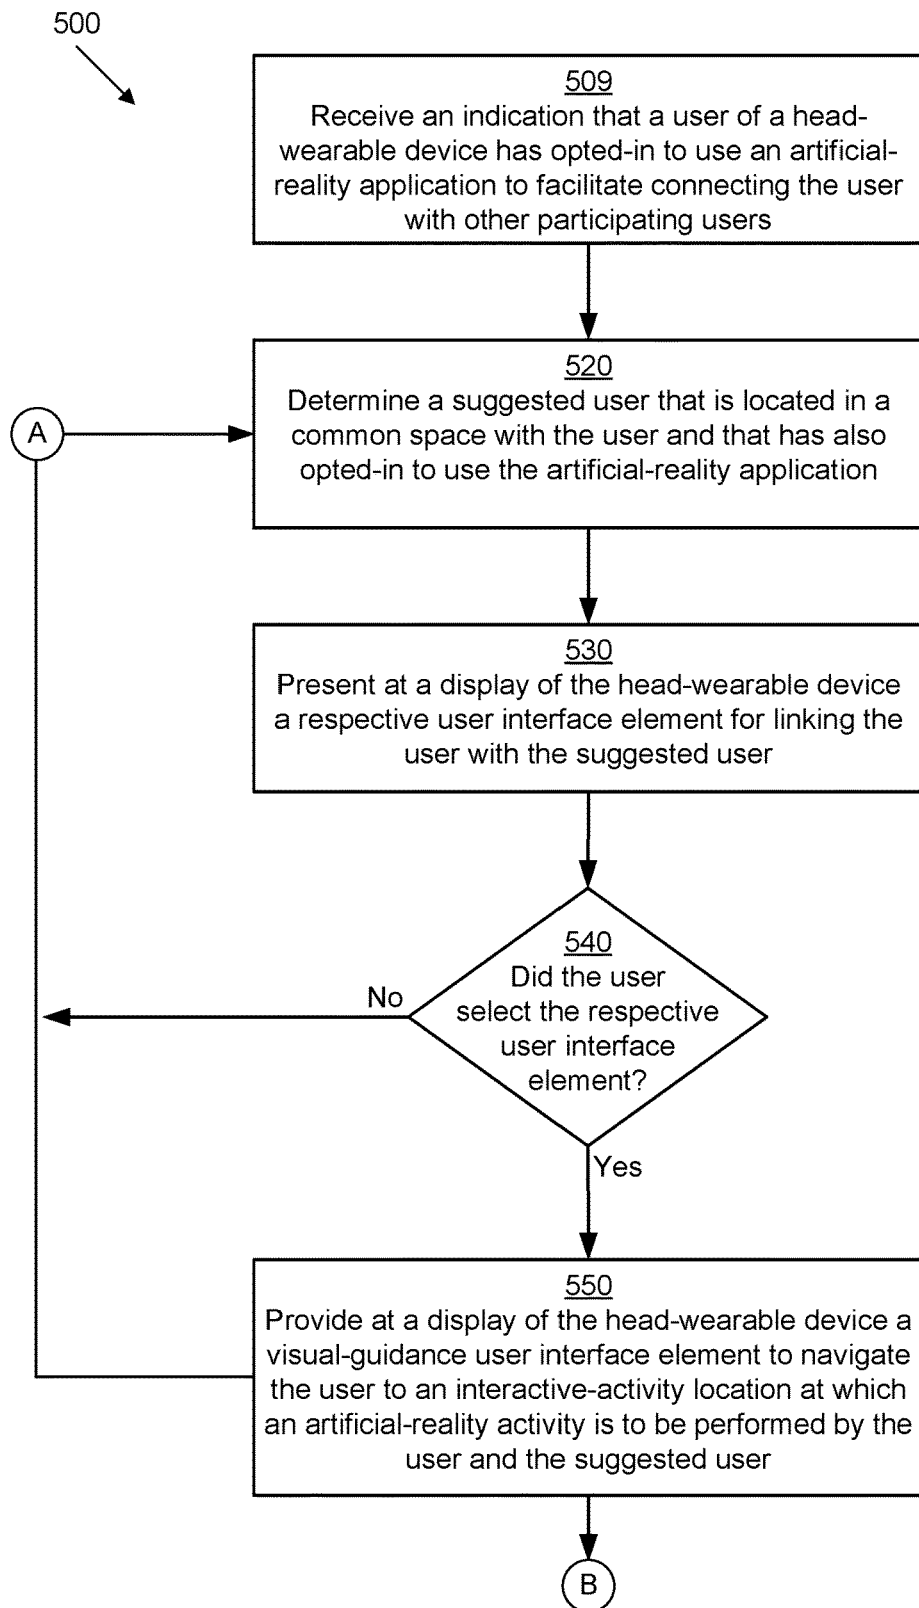 500
509
Receive an indication that a user of a head-
wearable device has opted-in to use an artificial-
reality application to facilitate connecting the user
with other participating users
520
Determine a suggested user that is located in a
common space with the user and that has also
opted-in to use the artificial-reality application
A
530
Present at a display of the head-wearable device
a respective user interface element for linking the
user with the suggested user
540
Did the user
select the respective
user interface
element?
No
Yes
550
Provide at a display of the head-wearable device a
visual-guidance user interface element to navigate
the user to an interactive-activity location at which
an artificial-reality activity is to be performed by the
user and the suggested user
B